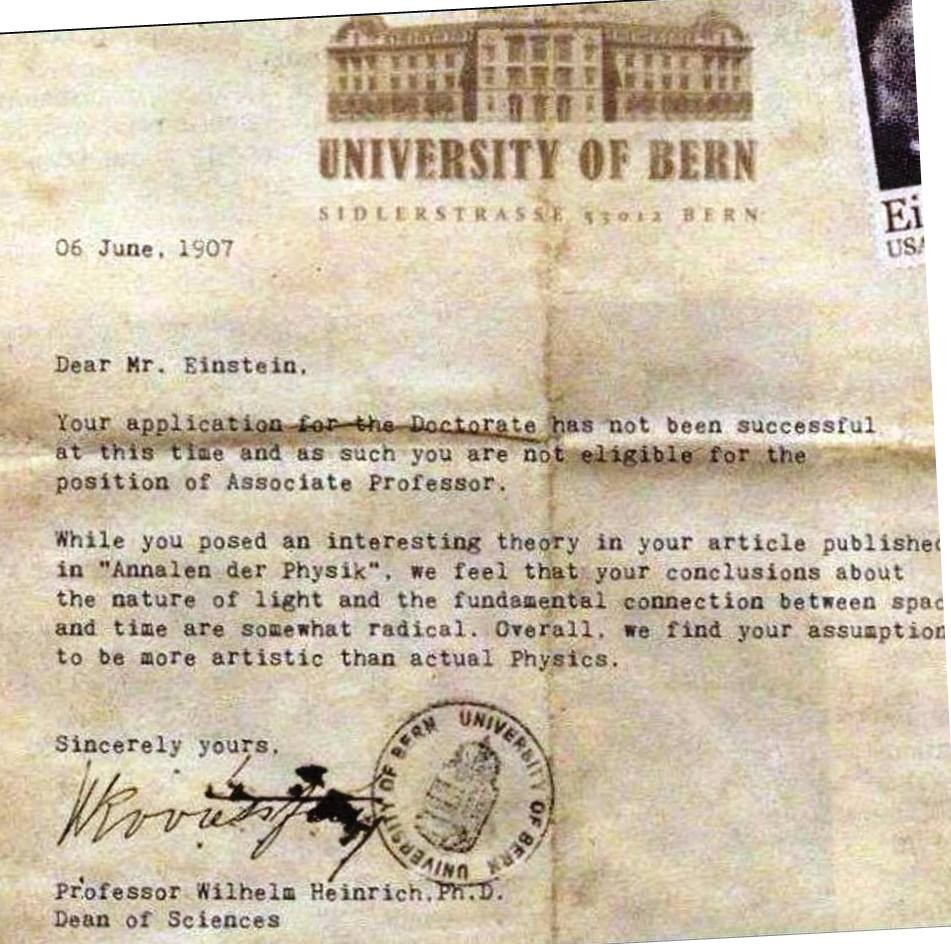 UNIVERSITY OF BERN
SIDLERSTRASSE 53012 BERN
Ei
USA
06 June, 1907
Dear Mr. Einstein,
Your application for the Doctorate has not been successful
at this time and as such you are not eligible for the
position of Associate Professor.
While you posed an interesting theory in your article published
in "Annalen der Physik", we feel that your conclusions about
the nature of light and the fundamental connection between spac
and time are somewhat radical. Overall, we find your assumption
to be more artistic than actual Physics.
Sincerely yours,
UNIVERSITY OF BERN UNIVERSITY OF BERN
Professor Wilhelm Heinrich,Ph.D.
Dean of Sciences